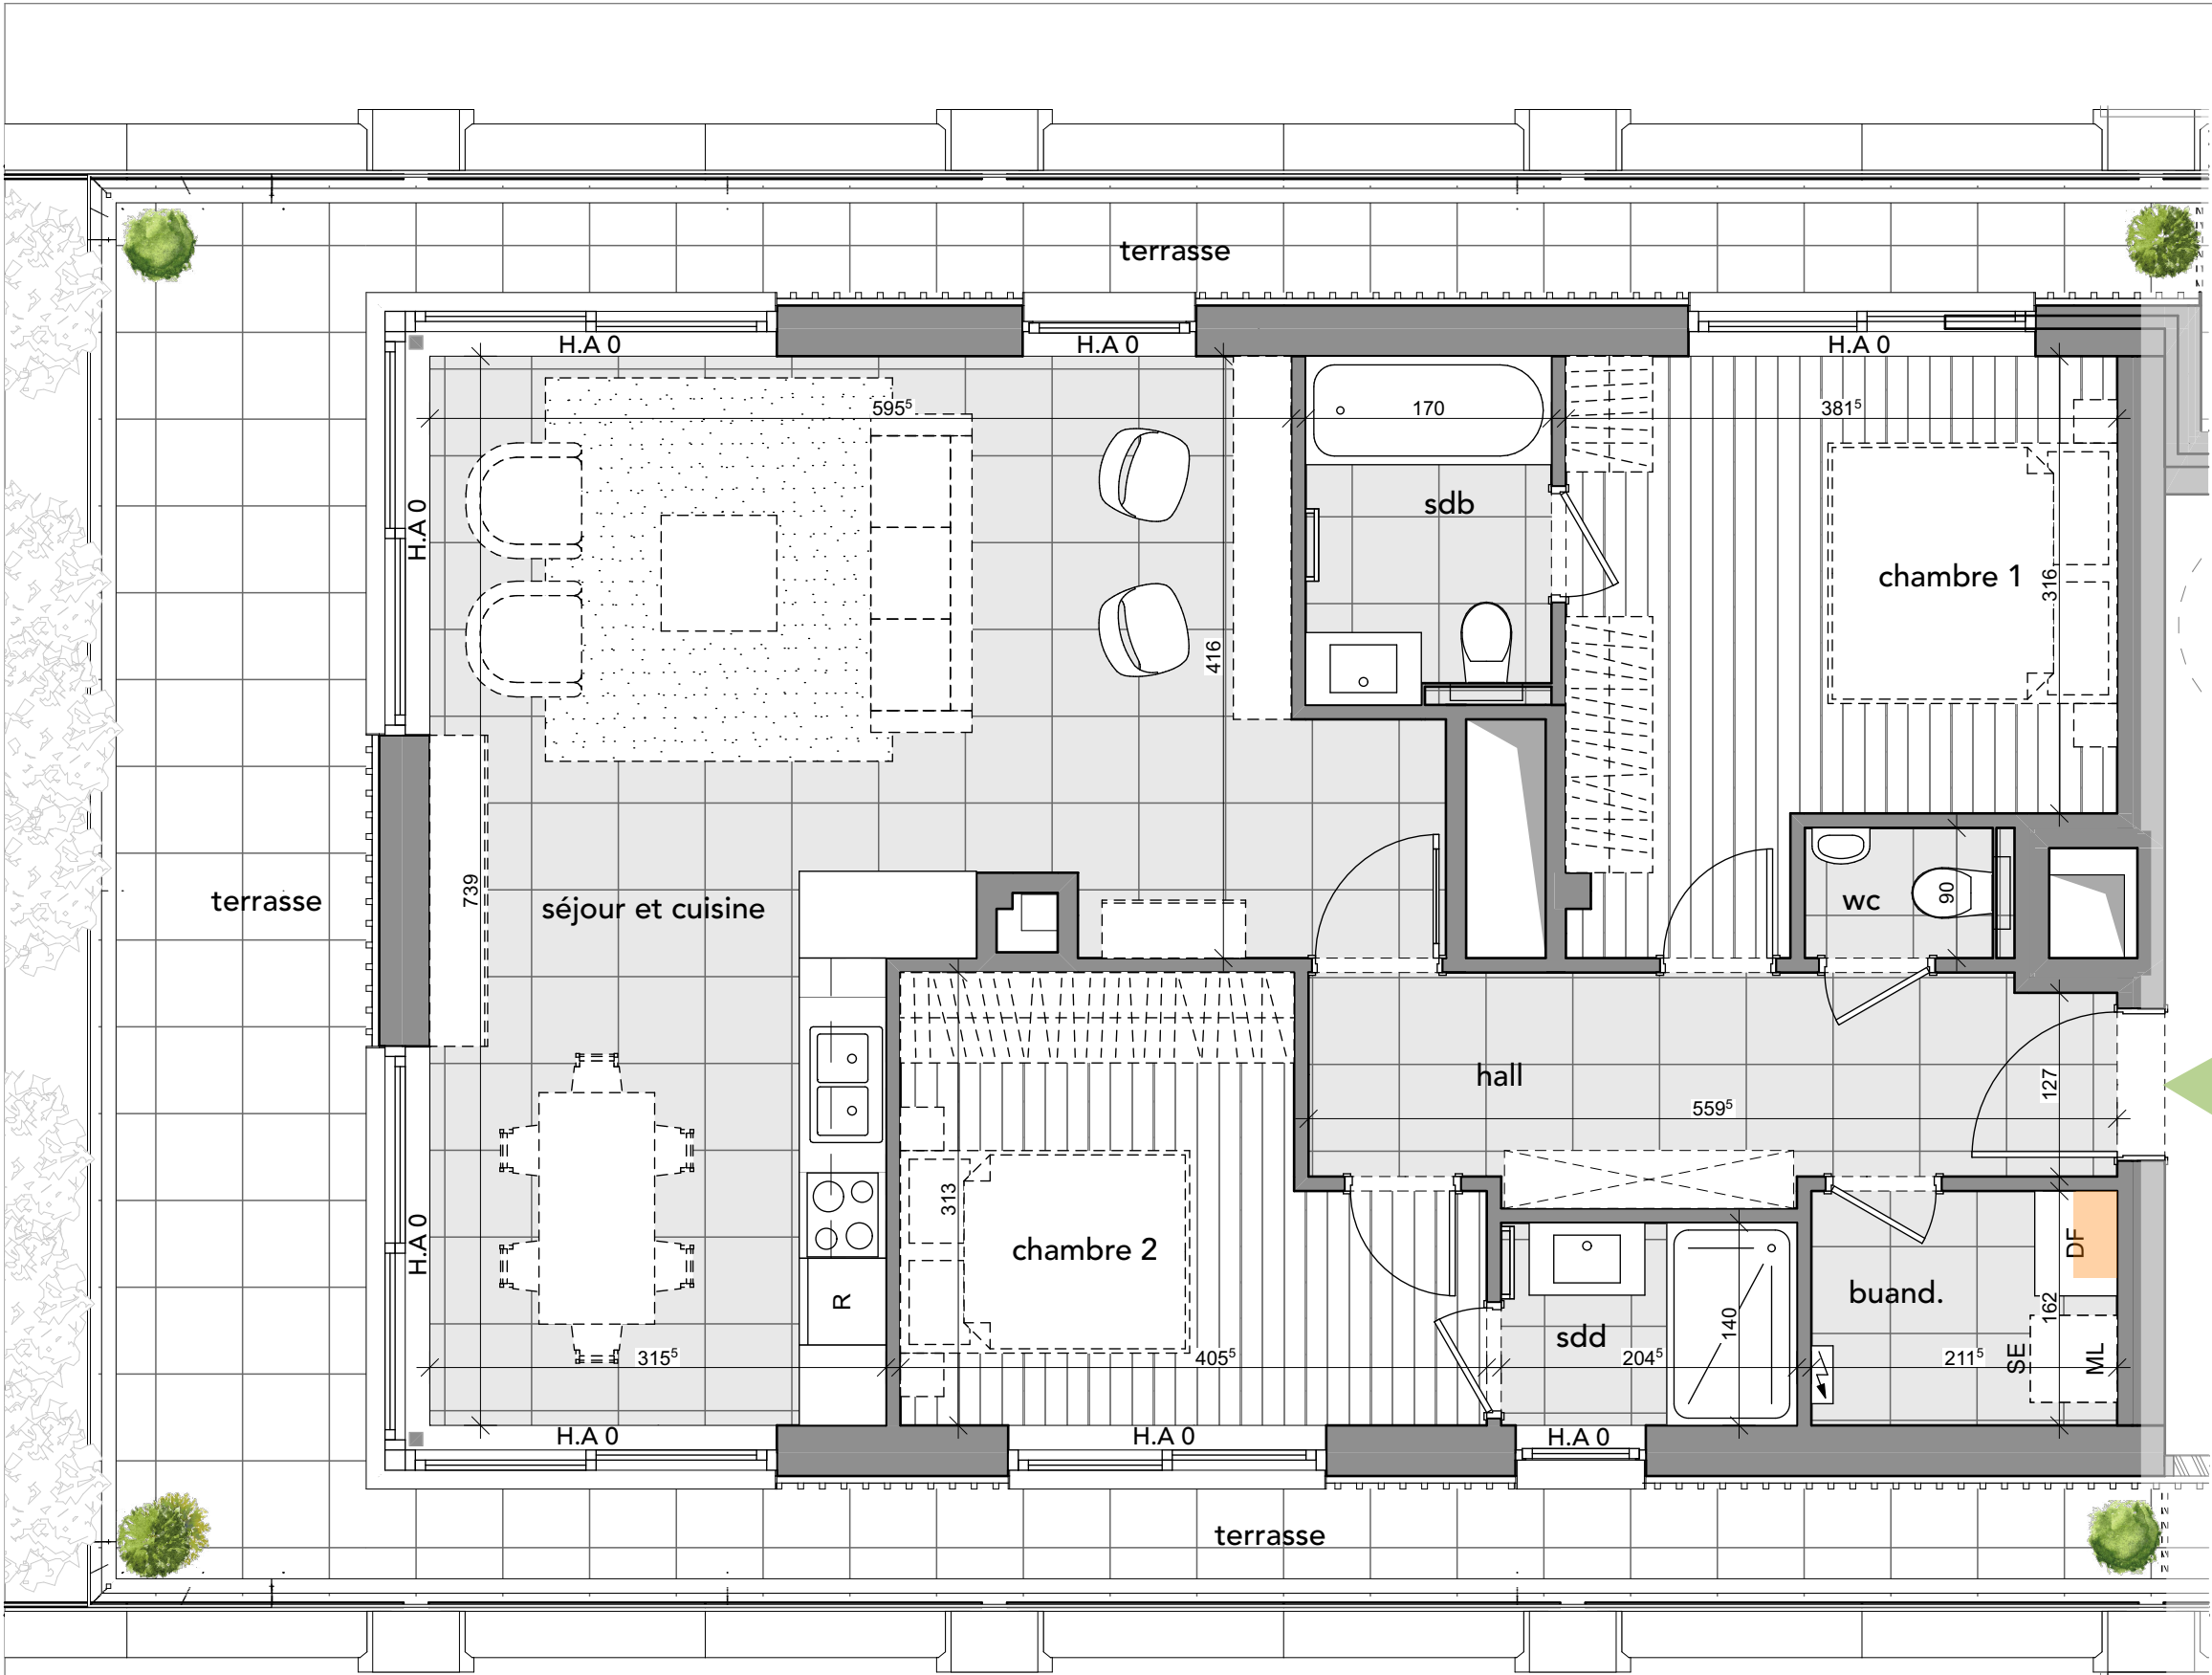 terrasse
H.A 0
H.A 0
H.A 0
595⁵
170
381⁵
H.A 0
sdb
chambre 1
316
416
739
séjour et cuisine
terrasse
wc
90
hall
127
559⁵
H.A 0
313
chambre 2
R
DF
buand.
162
sdd
140
SE
ML
315⁵
405⁵
204⁵
211⁵
H.A 0
H.A 0
H.A 0
terrasse